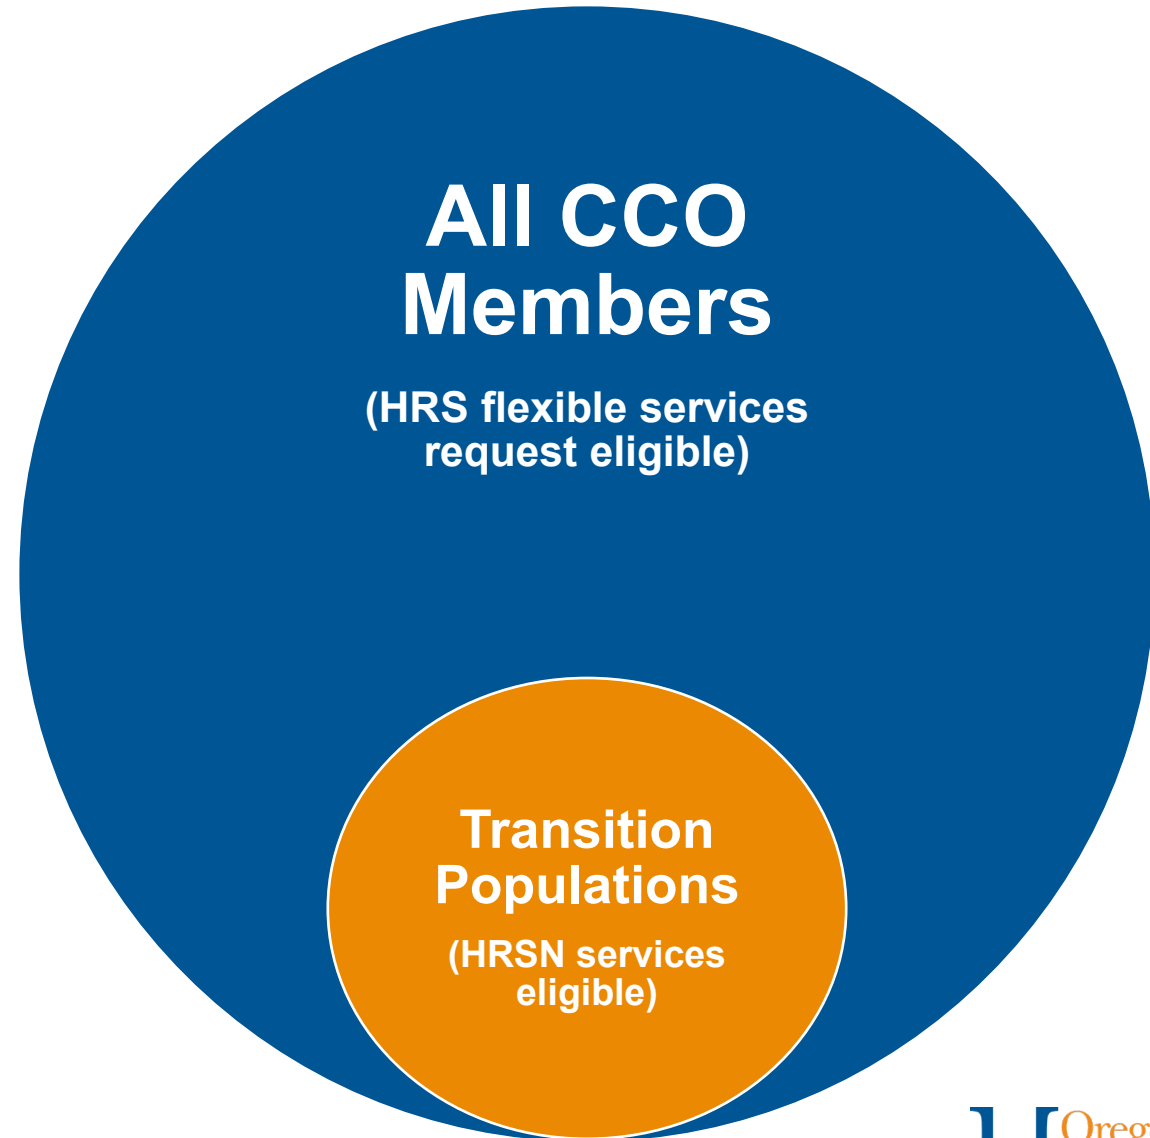 All CCO
Members
(HRS flexible services
request eligible)
Transition
Populations
(HRSN services
eligible)